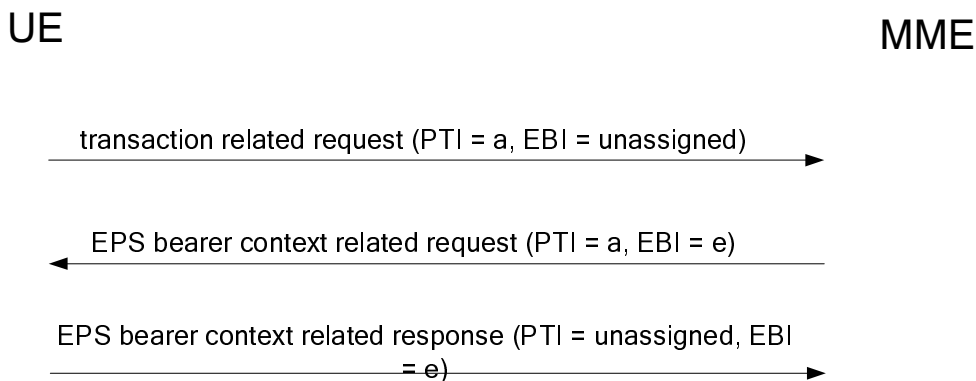 UE
MME
transaction related request (PTI = a, EBI = unassigned)
EPS bearer context related request (PTI = a, EBI = e)
EPS bearer context related response (PTI = unassigned, EBI
= e)